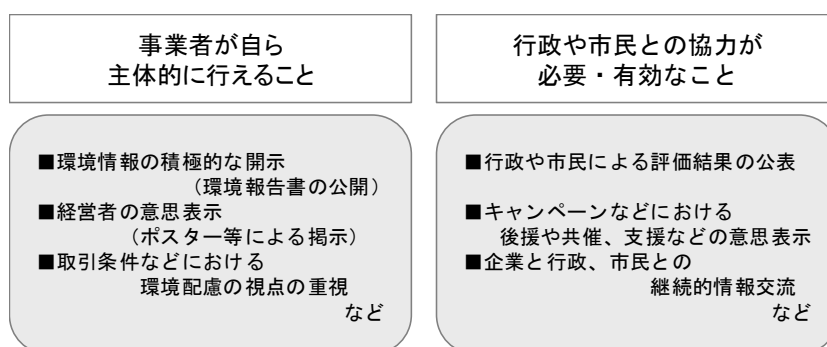 事業者が自ら
主体的に行えること
■環境情報の積極的な開示
（環境報告書の公開）
■経営者の意思表示
（ポスター等による掲示）
■取引条件などにおける
環境配慮の視点の重視
など
行政や市民との協力が
必要・有効なこと
■行政や市民による評価結果の公表
■キャンペーンなどにおける
後援や共催、支援などの意思表示
■企業と行政、市民との
継続的情報交流
など